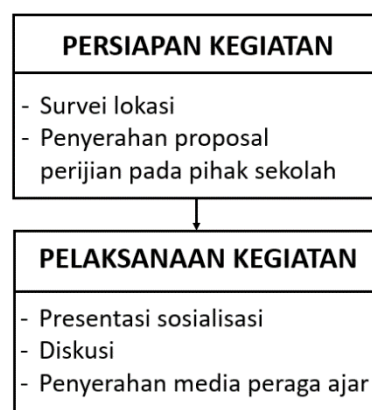 PERSIAPAN KEGIATAN
- Survei lokasi
- Penyerahan proposal
perijian pada pihak sekolah
PELAKSANAAN KEGIATAN
- Presentasi sosialisasi
- Diskusi
- Penyerahan media peraga ajar